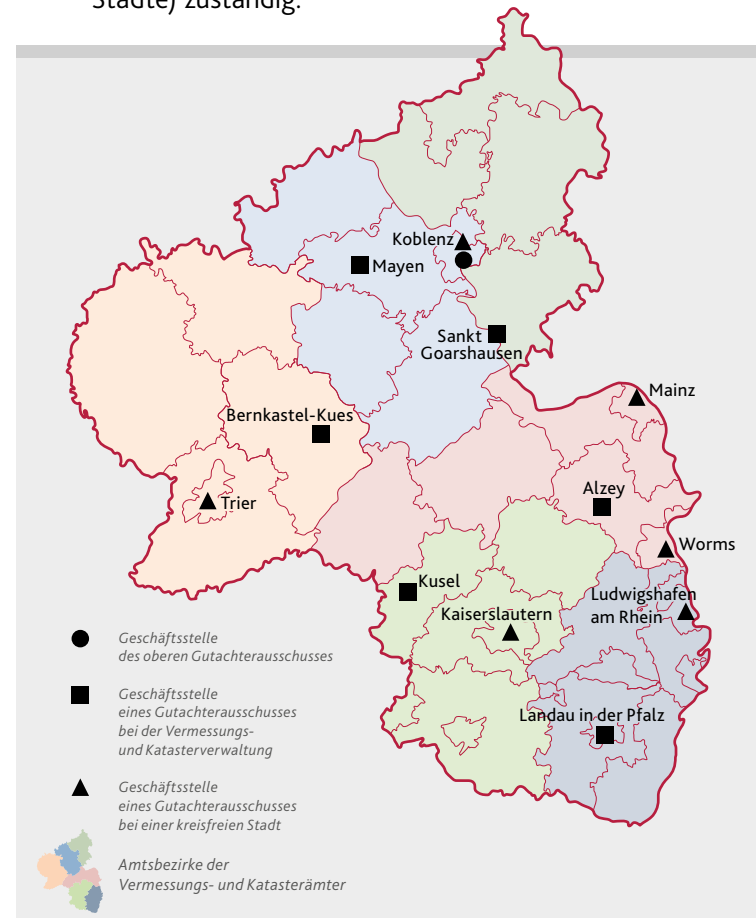 Städte) zuständig.
Koblenz
Mayen
Sankt
Goarshausen
Mainz
Bernkastel-Kues
Alzey
Trier
Worms
Kusel
Ludwigshafen
am Rhein
Kaiserslautern
Landau in der Pfalz
Geschäftsstelle
des oberen Gutachterausschusses
Geschäftsstelle
eines Gutachterausschusses
bei der Vermessungs-
und Katasterverwaltung
Geschäftsstelle
eines Gutachterausschusses
bei einer kreisfreien Stadt
Amtsbezirke der
Vermessungs- und Katasterämter